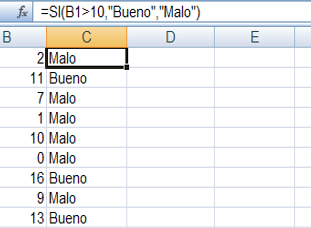 fx =SI(B1>10,"Bueno","Malo")
B C D E
2 Malo
11 Bueno
7 Malo
1 Malo
10 Malo
0 Malo
16 Bueno
9 Malo
13 Bueno